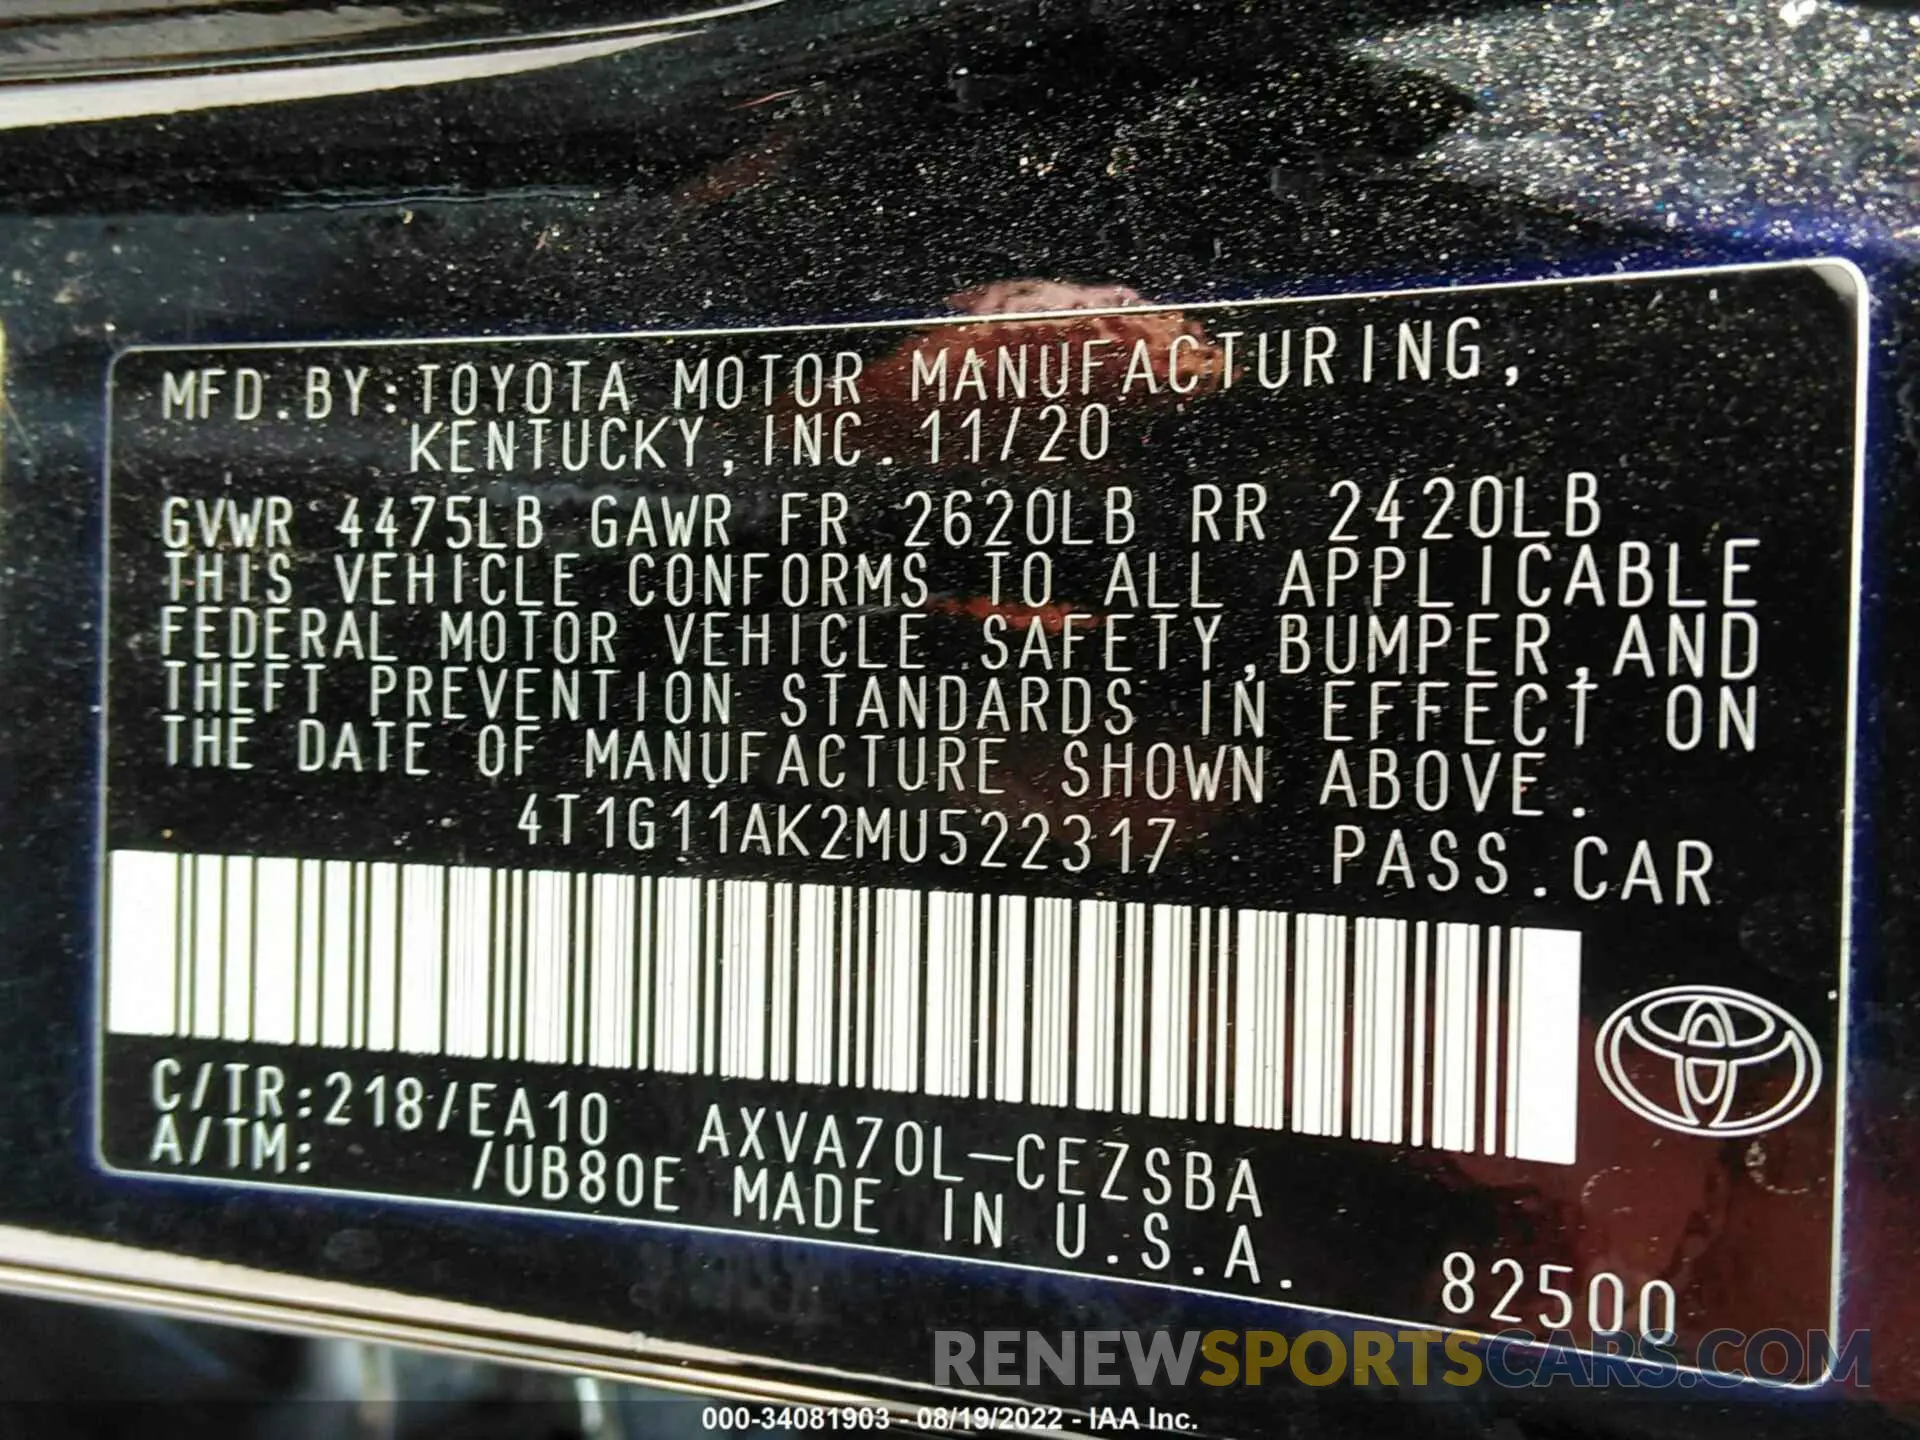 MFD.BY:TOYOTA MOTOR MANUFACTURING,
KENTUCKY,INC. 11/20
GVWR 4475LB GAWR FR 2620LB RR 2420LB
THIS VEHICLE CONFORMS TO ALL APPLICABLE
FEDERAL MOTOR VEHICLE SAFETY,BUMPER,AND
THEFT PREVENTION STANDARDS IN EFFECT ON
THE DATE OF MANUFACTURE SHOWN ABOVE.
4T1G11AK2MU522317 PASS.CAR
C/TR:218/EA10 AXVA70L-CEZSBA
A/TM: /UB80E MADE IN U.S.A.
82500
RENEWSPORTSCARS.COM
000-34081903 - 08/19/2022 - IAA Inc.